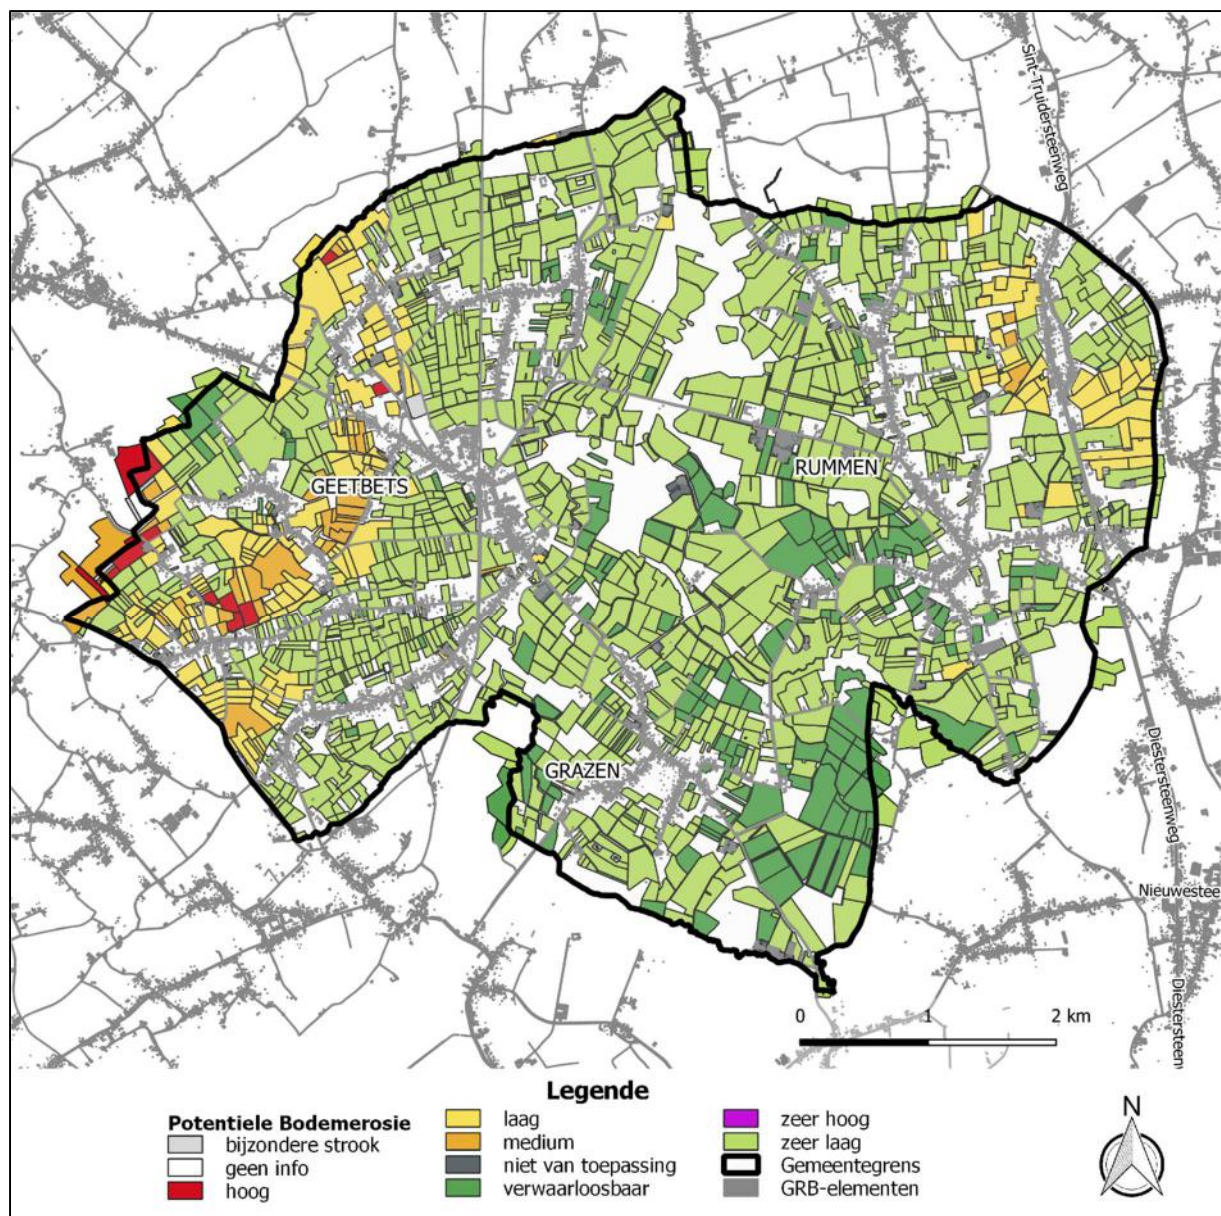 Sint-Truidersteenweg
GEETBETS
RUMMEN
GRAZEN
Diestersteenweg
Nieuwestee
Diestersteen
0 1 2 km
Legende
Potentiele Bodemerosie
bijzondere strook
geen info
hoog
laag
medium
niet van toepassing
verwaarloosbaar
zeer hoog
zeer laag
Gemeentegrens
GRB-elementen
N